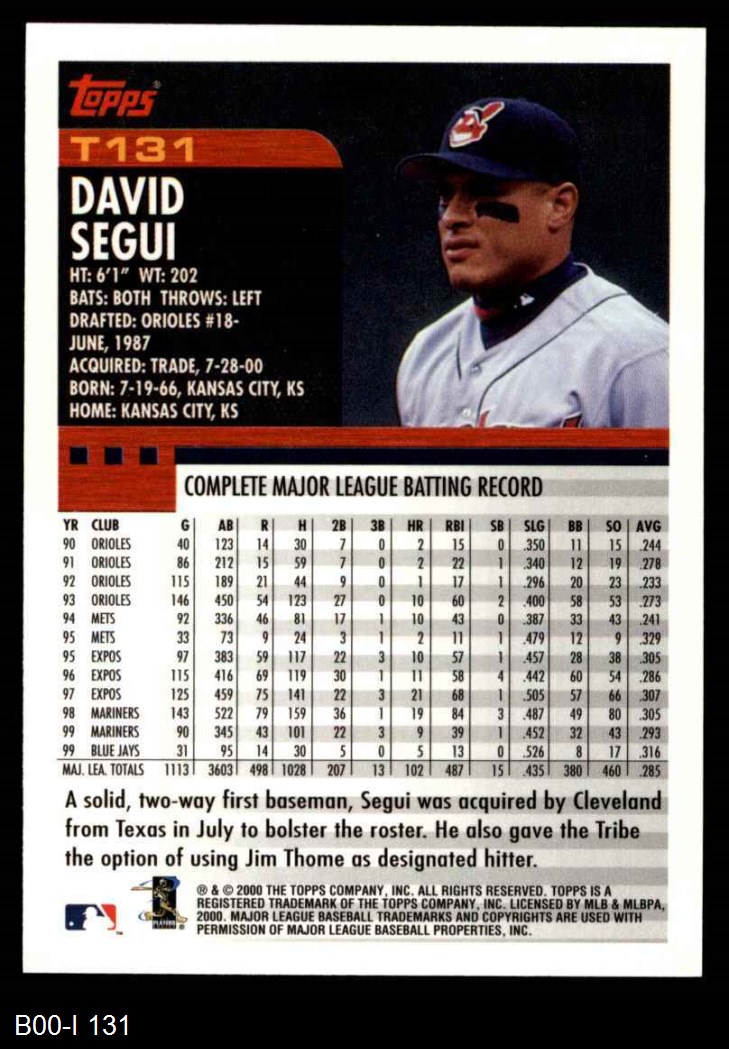 TOPPS®
T131
DAVID
SEGUI
HT: 6'1" WT: 202
BATS: BOTH THROWS: LEFT
DRAFTED: ORIOLES #18-
JUNE, 1987
ACQUIRED: TRADE, 7-28-00
BORN: 7-19-66, KANSAS CITY, KS
HOME: KANSAS CITY, KS
COMPLETE MAJOR LEAGUE BATTING RECORD
YR CLUB G AB R H 2B 3B HR RBI SB SLG BB SO AVG
90 ORIOLES 40 123 14 30 7 0 2 15 0 .350 11 15 .244
91 ORIOLES 86 212 15 59 7 0 2 22 1 .340 12 19 .278
92 ORIOLES 115 189 21 44 9 0 1 17 1 .296 20 23 .233
93 ORIOLES 146 450 54 123 27 0 10 60 2 .400 58 53 .273
94 METS 92 336 46 81 17 1 10 43 0 .387 33 43 .241
95 METS 33 73 9 24 3 1 2 11 1 .479 12 9 .329
95 EXPOS 97 383 59 117 22 3 10 57 1 .457 28 38 .305
96 EXPOS 115 416 69 119 30 1 11 58 4 .442 60 54 .286
97 EXPOS 125 459 75 141 22 3 21 68 1 .505 57 66 .307
98 MARINERS 143 522 79 159 36 1 19 84 3 .487 49 80 .305
99 MARINERS 90 345 43 101 22 3 9 39 1 .452 32 43 .293
99 BLUE JAYS 31 95 14 30 5 0 5 13 0 .526 8 17 .316
MAJ. LEA. TOTALS 1113 3603 498 1028 207 13 102 487 15 .435 380 460 .285
A solid, two-way first baseman, Segui was acquired by Cleveland
from Texas in July to bolster the roster. He also gave the Tribe
the option of using Jim Thome as designated hitter.
® & © 2000 THE TOPPS COMPANY, INC. ALL RIGHTS RESERVED. TOPPS IS A
REGISTERED TRADEMARK OF THE TOPPS COMPANY, INC. LICENSED BY MLB & MLBPA,
2000. MAJOR LEAGUE BASEBALL TRADEMARKS AND COPYRIGHTS ARE USED WITH
PERMISSION OF MAJOR LEAGUE BASEBALL PROPERTIES, INC.
B00-I 131